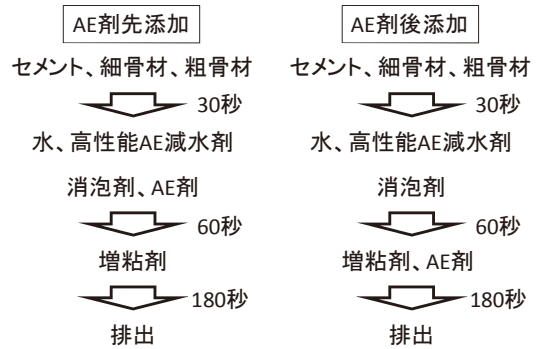 AE剤先添加
セメント、細骨材、粗骨材
30秒
水、高性能AE減水剤
消泡剤、AE剤
60秒
増粘剤
180秒
排出
AE剤後添加
セメント、細骨材、粗骨材
30秒
水、高性能AE減水剤
消泡剤
60秒
増粘剤、AE剤
180秒
排出